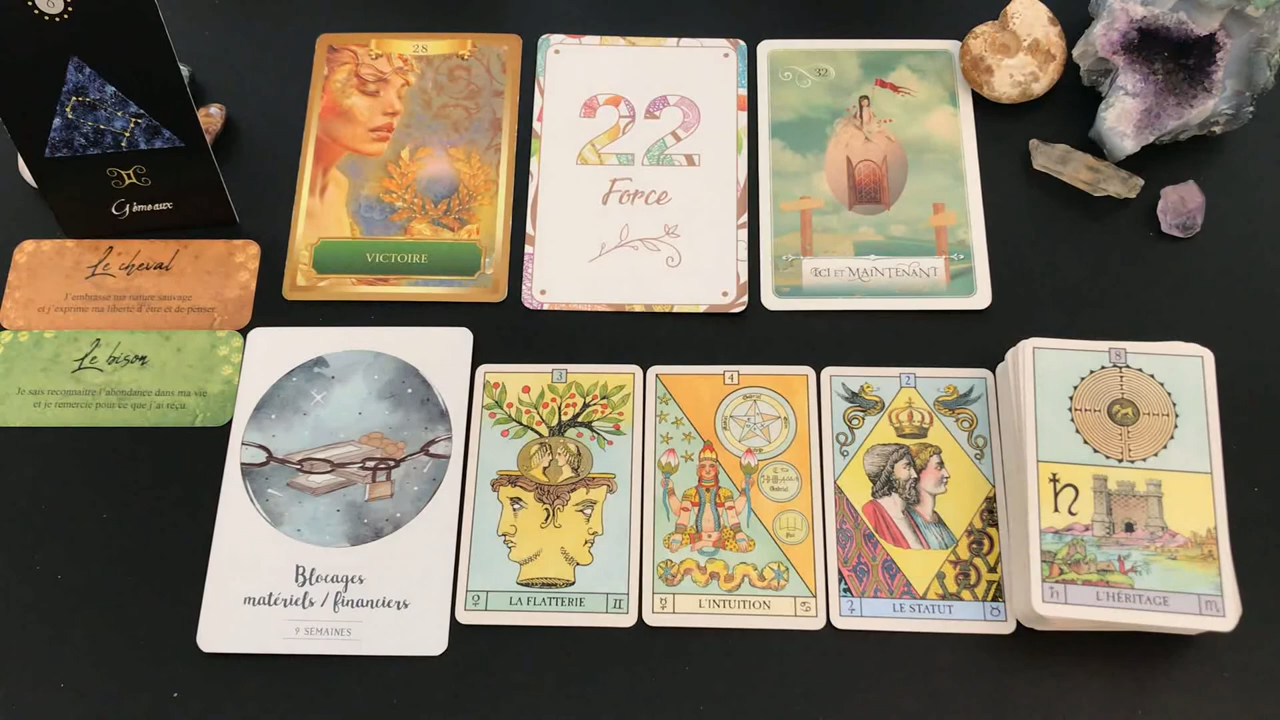 6
Gémeaux
28
VICTOIRE
22
Force
32
ICI ET MAINTENANT
Le cheval
J'embrasse ma nature sauvage
et j'exprime ma liberté d'être et de penser.
Le bison
Je sais reconnaître l'abondance dans ma vie
et je remercie pour ce que j'ai reçu.
Blocages
matériels / financiers
9 SEMAINES
3
LA FLATTERIE
4
L'INTUITION
2
LE STATUT
8
L'HÉRITAGE